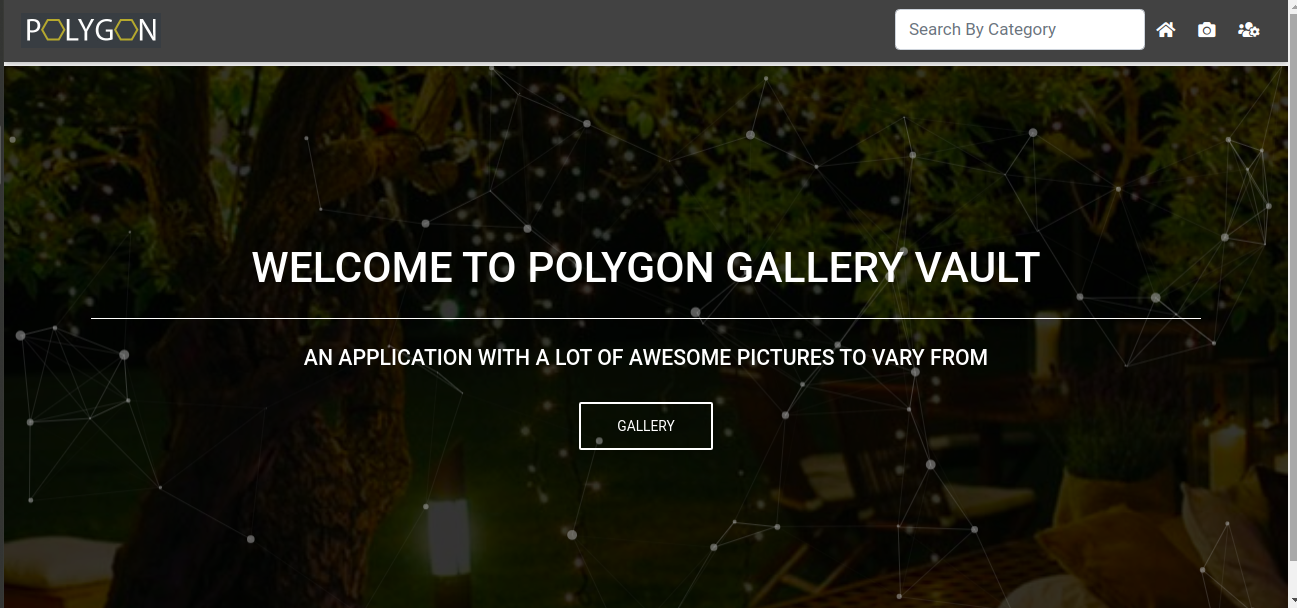 POLYGON
Search By Category
WELCOME TO POLYGON GALLERY VAULT
AN APPLICATION WITH A LOT OF AWESOME PICTURES TO VARY FROM
GALLERY